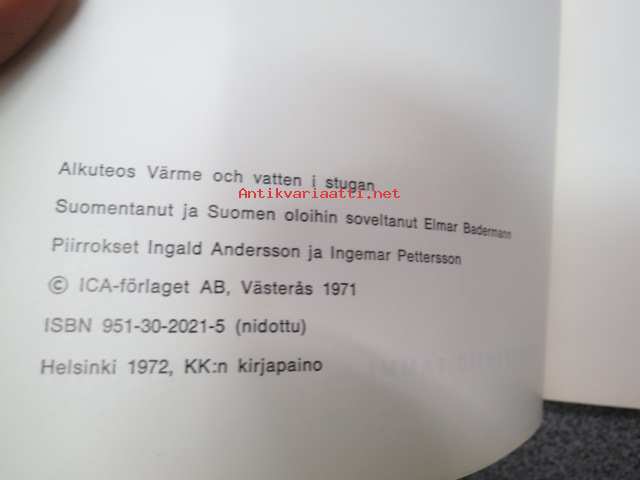 Alkuteos Värme och vatten i stugan
Antikvariaatti.net
Suomentanut ja Suomen oloihin soveltanut Elmar Badermann
Piirrokset Ingald Andersson ja Ingemar Pettersson
© ICA-förlaget AB, Västerås 1971
ISBN 951-30-2021-5 (nidottu)
Helsinki 1972, KK:n kirjapaino